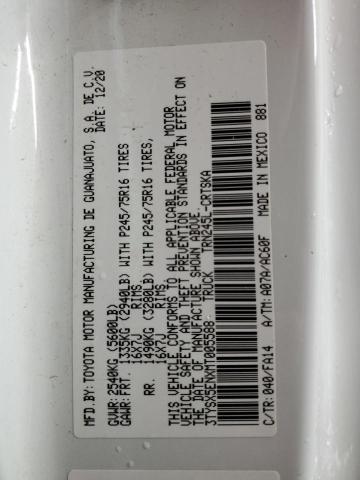 MFD.BY: TOYOTA MOTOR MANUFACTURING DE GUANAJUATO, S.A. DE C.V.
DATE: 12/20
GVWR: 2540KG (5600LB)
GAWR: FRT. 1335KG (2940LB) WITH P245/75R16 TIRES
16X7J RIMS,
RR. 1490KG (3280LB) WITH P245/75R16 TIRES,
16X7J RIMS
THIS VEHICLE CONFORMS TO ALL APPLICABLE FEDERAL MOTOR
VEHICLE SAFETY AND THEFT PREVENTION STANDARDS IN EFFECT ON
THE DATE OF MANUFACTURE SHOWN ABOVE.
3TYSX5ENXMT005588 TRUCK TRN245L-CRTSKA
C/TR: 040/FA14 A/TM: A07A/AC60F MADE IN MEXICO 881